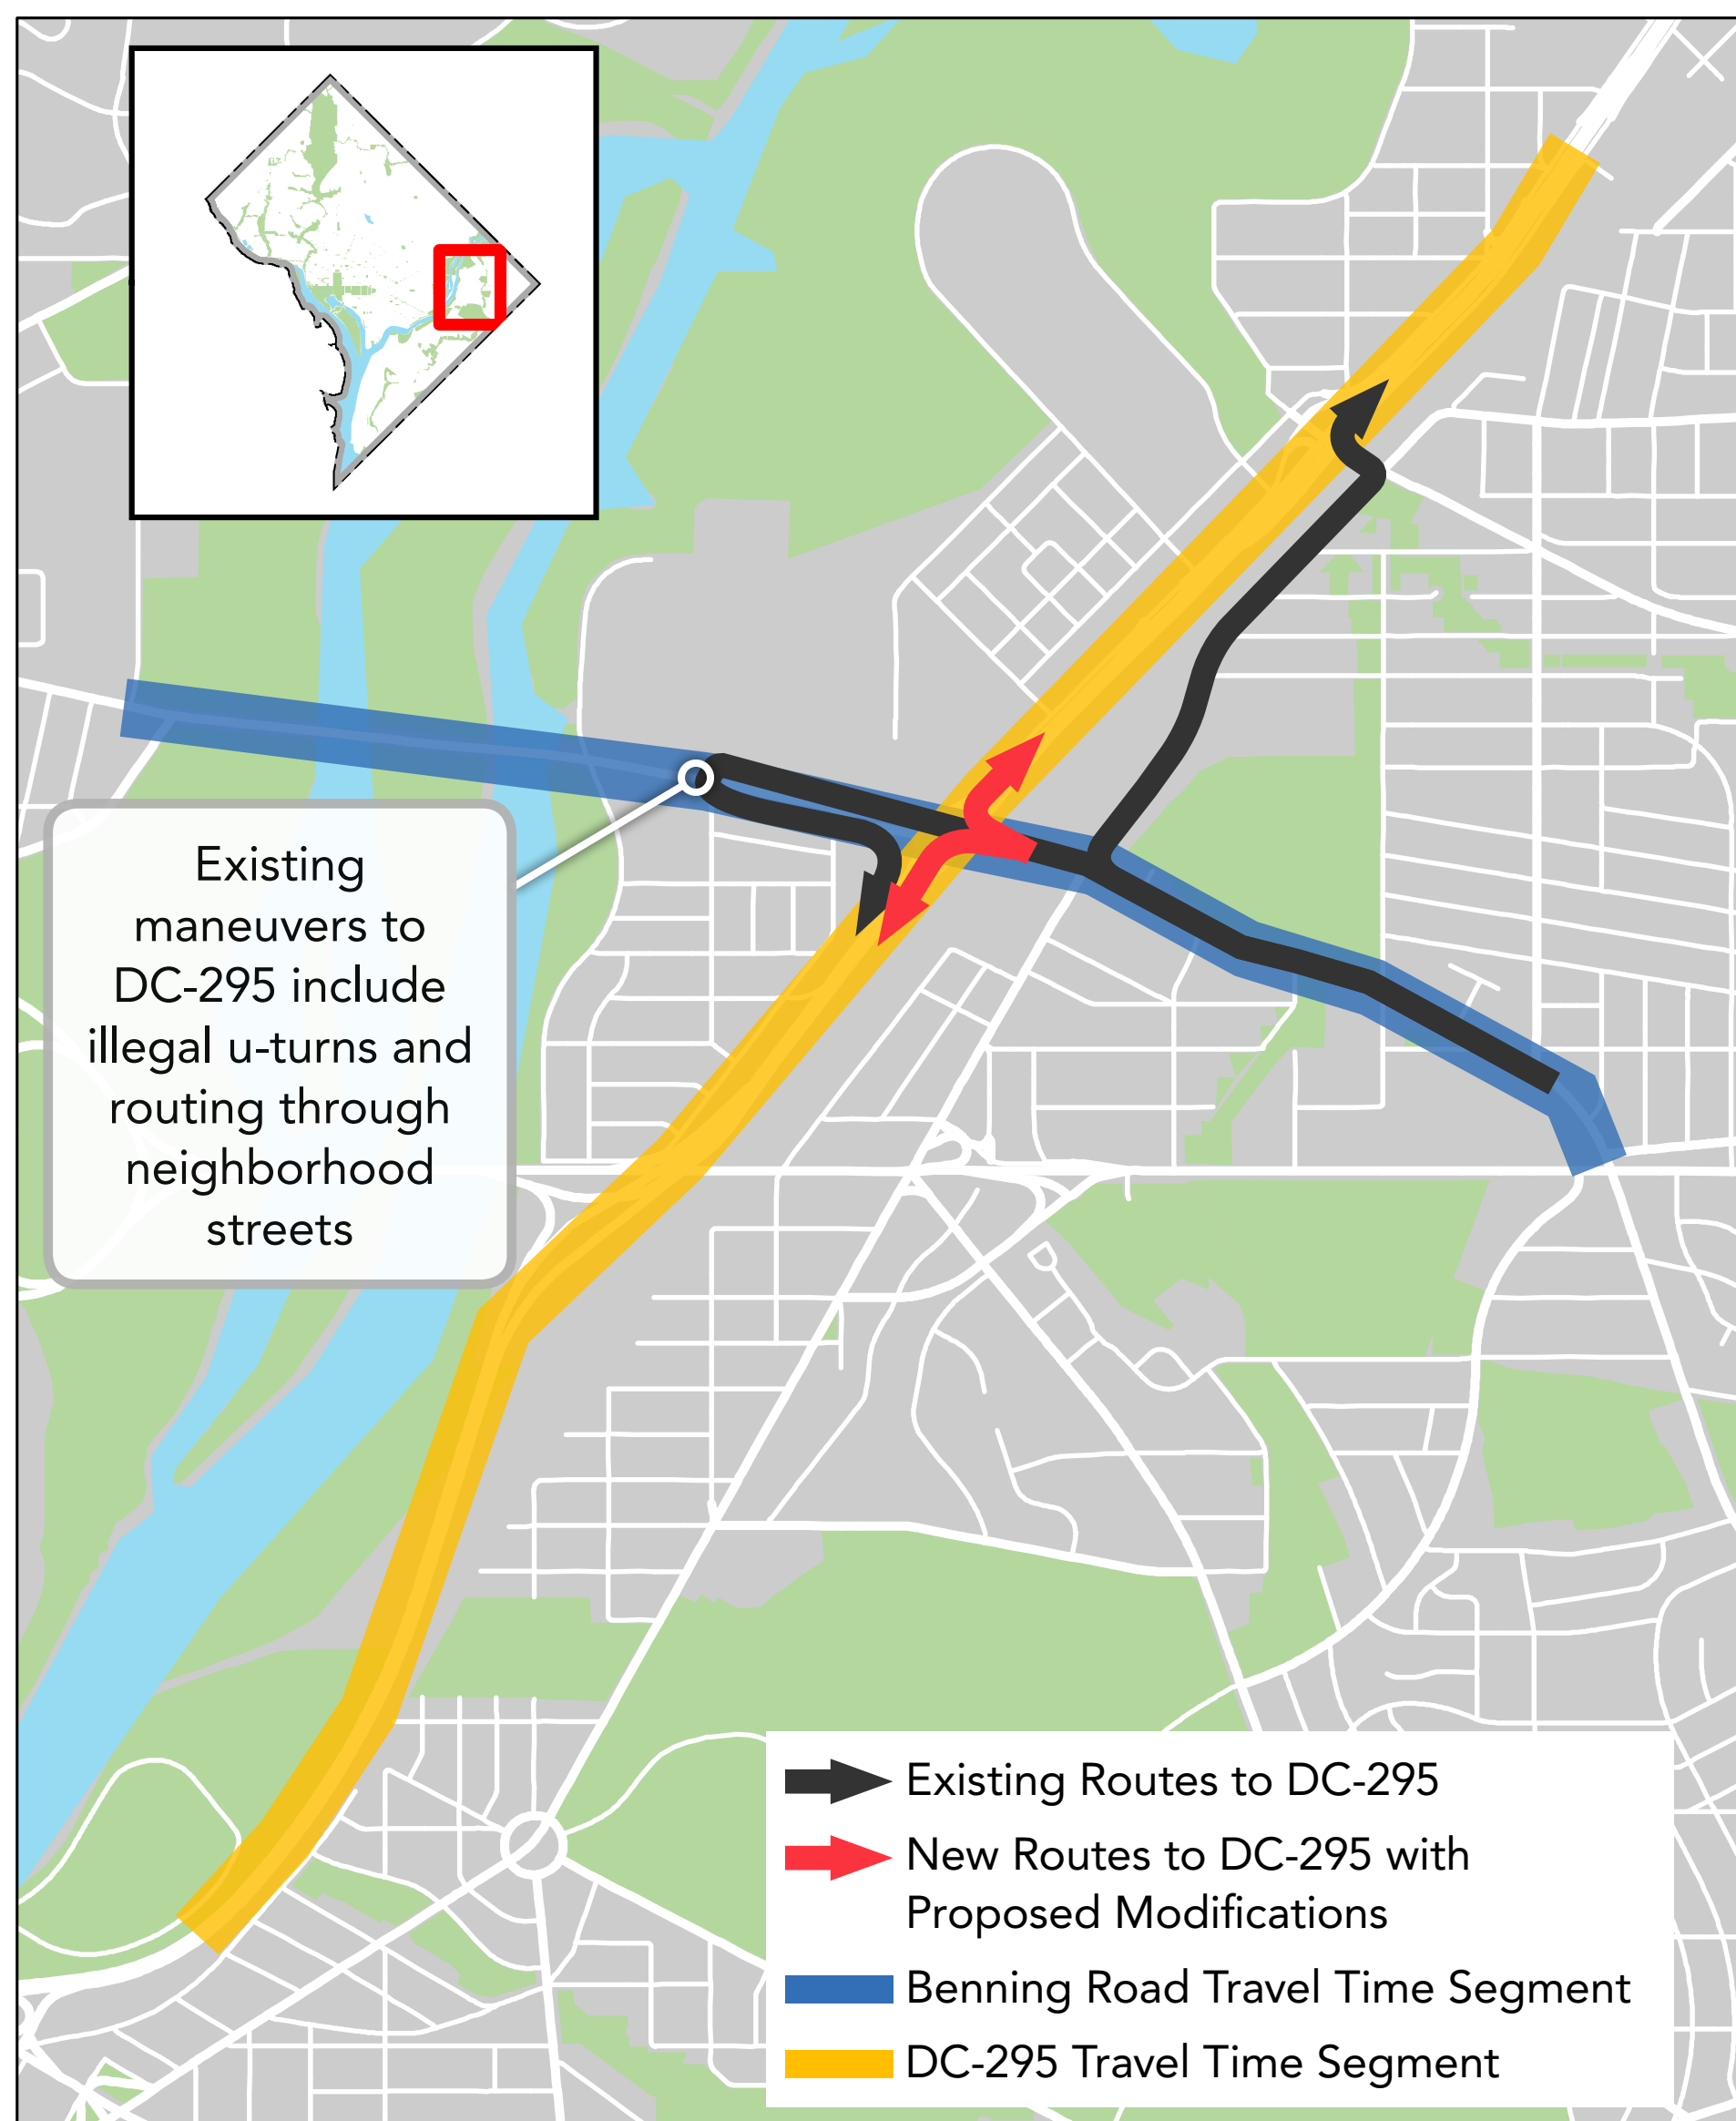 Existing
maneuvers to
DC-295 include
illegal u-turns and
routing through
neighborhood
streets
Existing Routes to DC-295
New Routes to DC-295 with
Proposed Modifications
Benning Road Travel Time Segment
DC-295 Travel Time Segment